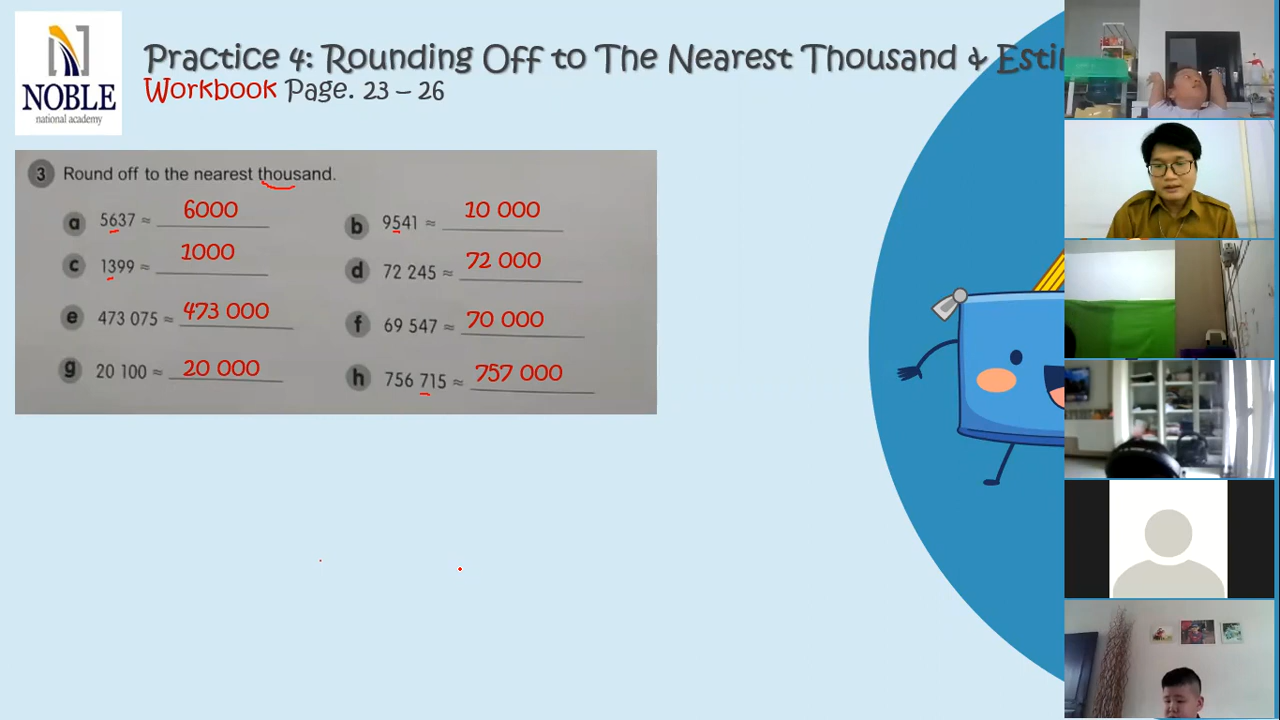 NOBLE
national academy
Practice 4: Rounding Off to The Nearest Thousand &
Workbook Page. 23 – 26
3 Round off to the nearest thousand.
a 5637 ≈ 6000 b 9541 ≈ 10 000
c 1399 ≈ 1000 d 72 245 ≈ 72 000
e 473 075 ≈ 473 000 f 69 547 ≈ 70 000
g 20 100 ≈ 20 000 h 756 715 ≈ 757 000